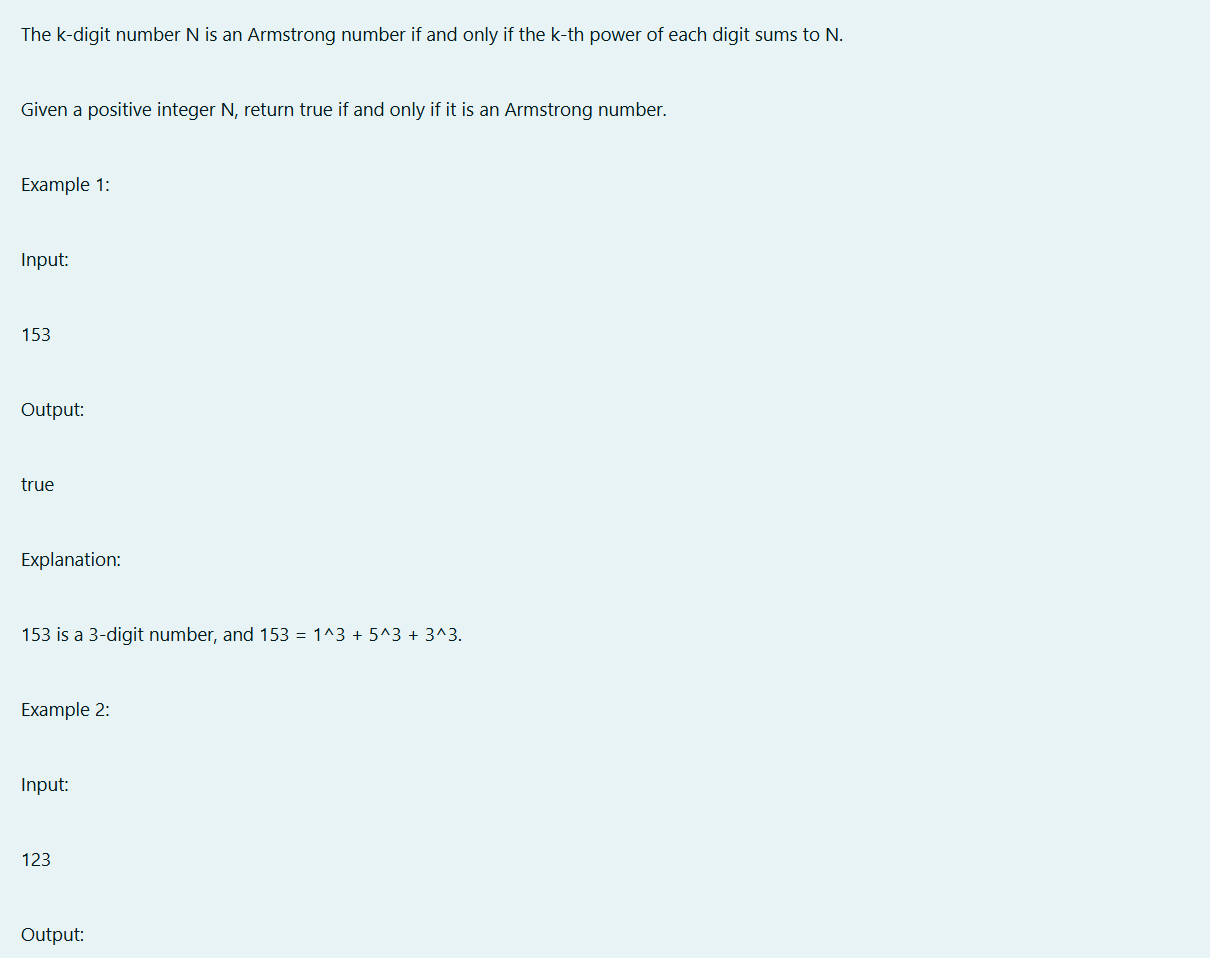 The k-digit number N is an Armstrong number if and only if the k-th power of each digit sums to N.
Given a positive integer N, return true if and only if it is an Armstrong number.
Example 1:
Input:
153
Output:
true
Explanation:
153 is a 3-digit number, and 153 = 1^3 + 5^3 + 3^3.
Example 2:
Input:
123
Output: